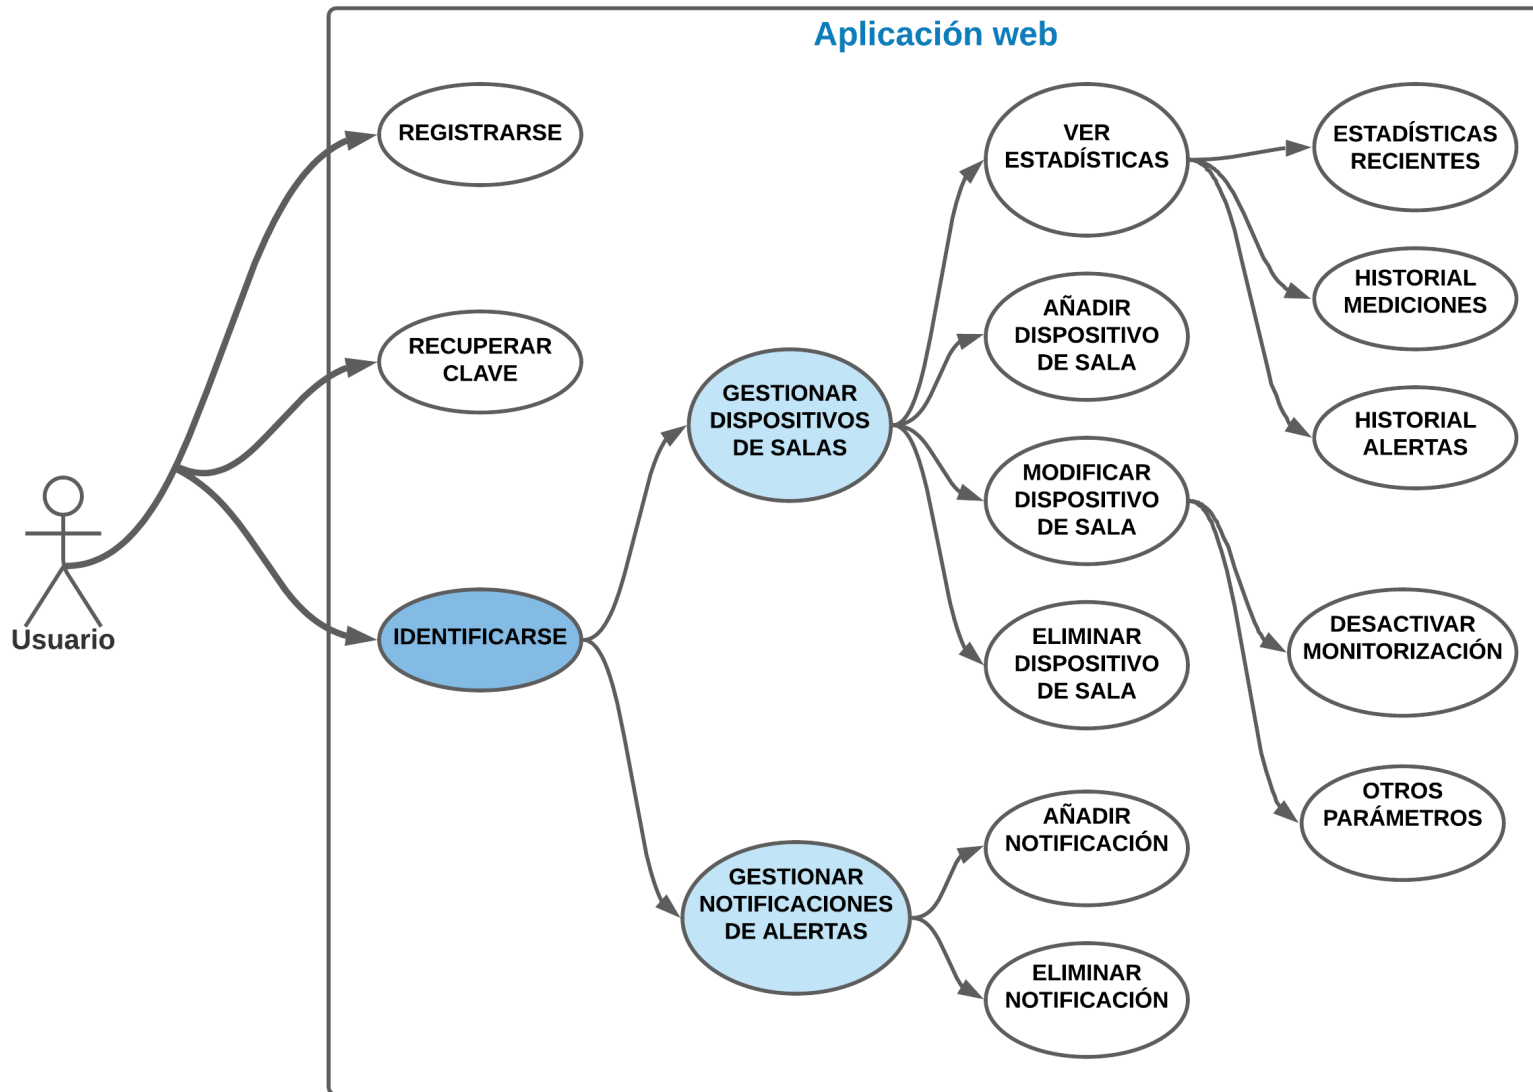 Aplicación web
REGISTRARSE
RECUPERAR
CLAVE
Usuario
IDENTIFICARSE
GESTIONAR
DISPOSITIVOS
DE SALAS
GESTIONAR
NOTIFICACIONES
DE ALERTAS
VER
ESTADÍSTICAS
AÑADIR
DISPOSITIVO
DE SALA
MODIFICAR
DISPOSITIVO
DE SALA
ELIMINAR
DISPOSITIVO
DE SALA
AÑADIR
NOTIFICACIÓN
ELIMINAR
NOTIFICACIÓN
ESTADÍSTICAS
RECIENTES
HISTORIAL
MEDICIONES
HISTORIAL
ALERTAS
DESACTIVAR
MONITORIZACIÓN
OTROS
PARÁMETROS